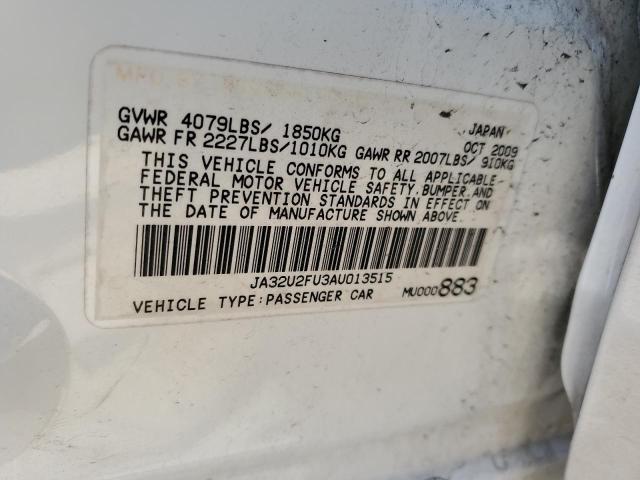 MFD. BY
GVWR 4079LBS/ 1850KG JAPAN
GAWR FR 2227LBS/1010KG GAWR RR 2007LBS/ 910KG OCT 2009
THIS VEHICLE CONFORMS TO ALL APPLICABLE
FEDERAL MOTOR VEHICLE SAFETY,BUMPER,AND
THEFT PREVENTION STANDARDS IN EFFECT ON
THE DATE OF MANUFACTURE SHOWN ABOVE.
JA32U2FU3AU013515
VEHICLE TYPE:PASSENGER CAR MU000883